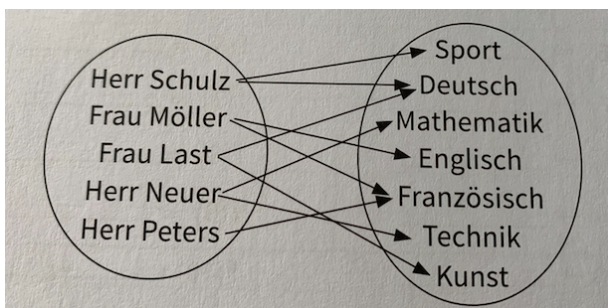 Herr Schulz
Frau Möller
Frau Last
Herr Neuer
Herr Peters
Sport
Deutsch
Mathematik
Englisch
Französisch
Technik
Kunst